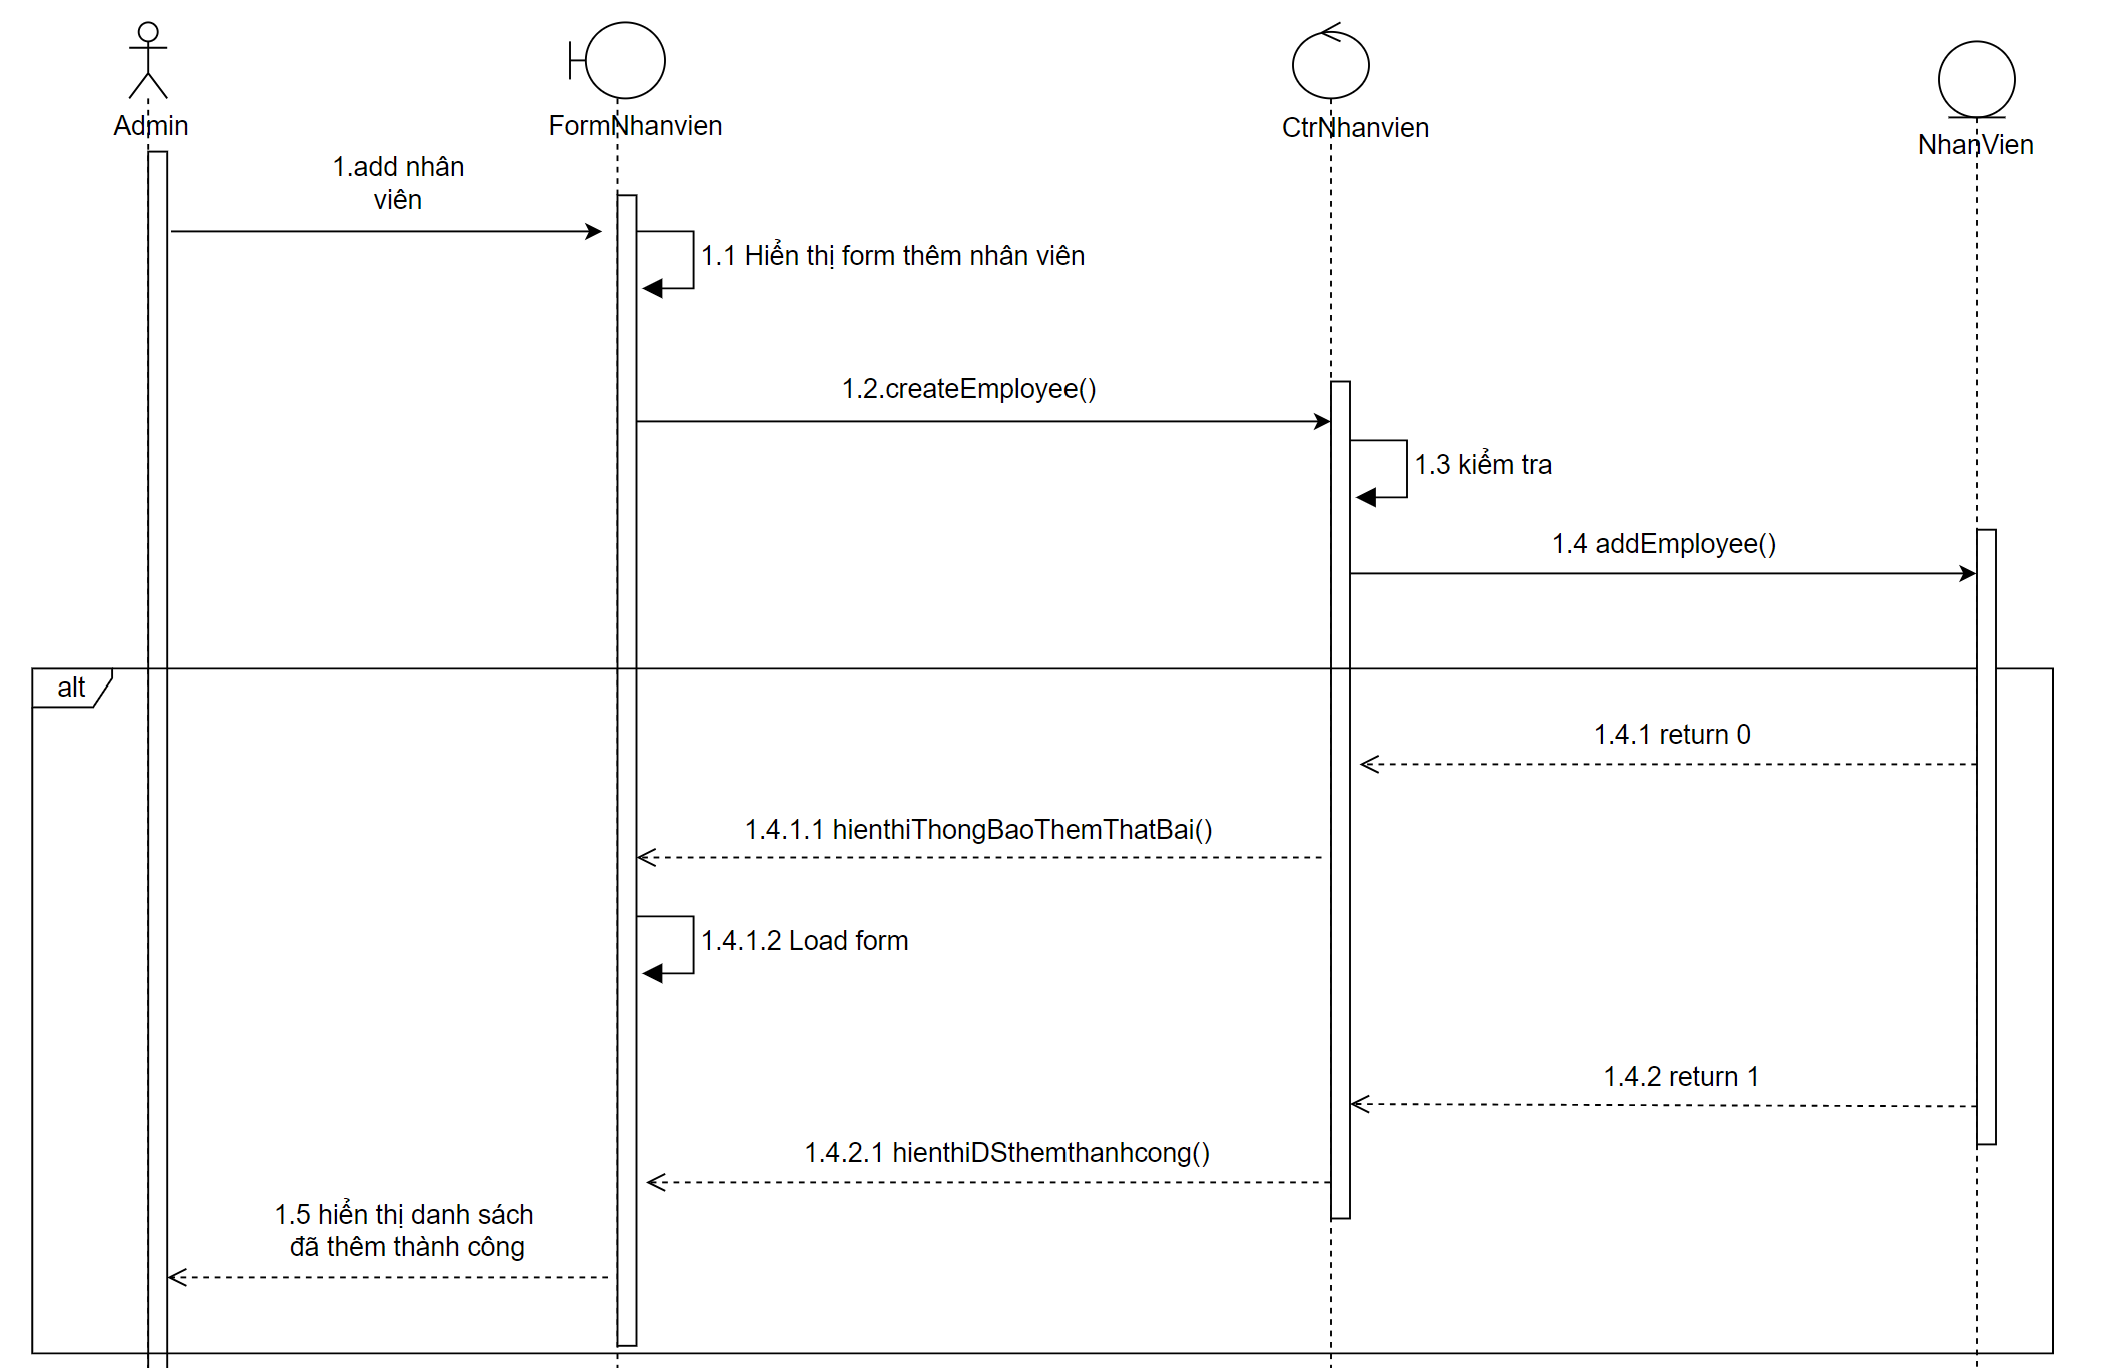 Admin
FormNhanvien
CtrNhanvien
NhanVien
1.add nhân
viên
1.1 Hiển thị form thêm nhân viên
1.2.createEmployee()
1.3 kiểm tra
1.4 addEmployee()
alt
1.4.1 return 0
1.4.1.1 hienthiThongBaoThemThatBai()
1.4.1.2 Load form
1.4.2 return 1
1.4.2.1 hienthiDSthemthanhcong()
1.5 hiển thị danh sách
đã thêm thành công